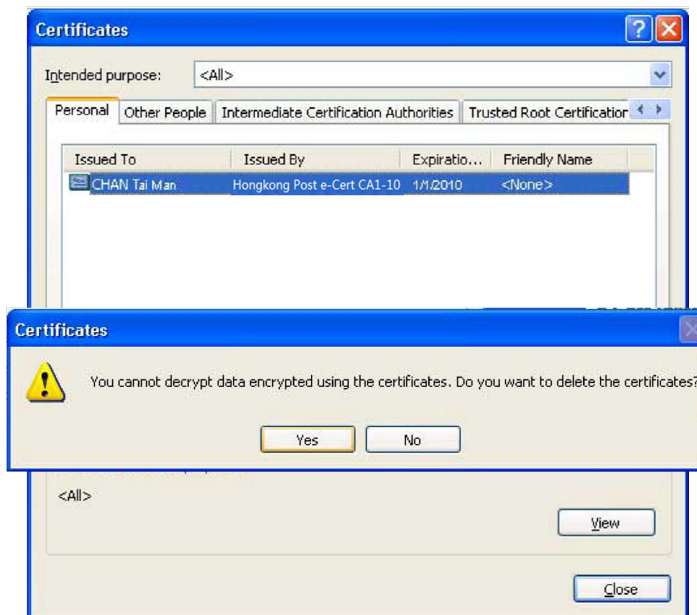 Certificates
Intended purpose: <All>
Personal Other People Intermediate Certification Authorities Trusted Root Certification
Issued To Issued By Expiratio... Friendly Name
CHAN Tai Man Hongkong Post e-Cert CA1-10 1/1/2010 <None>
Certificates
You cannot decrypt data encrypted using the certificates. Do you want to delete the certificates?
Yes No
<All>
View
Close